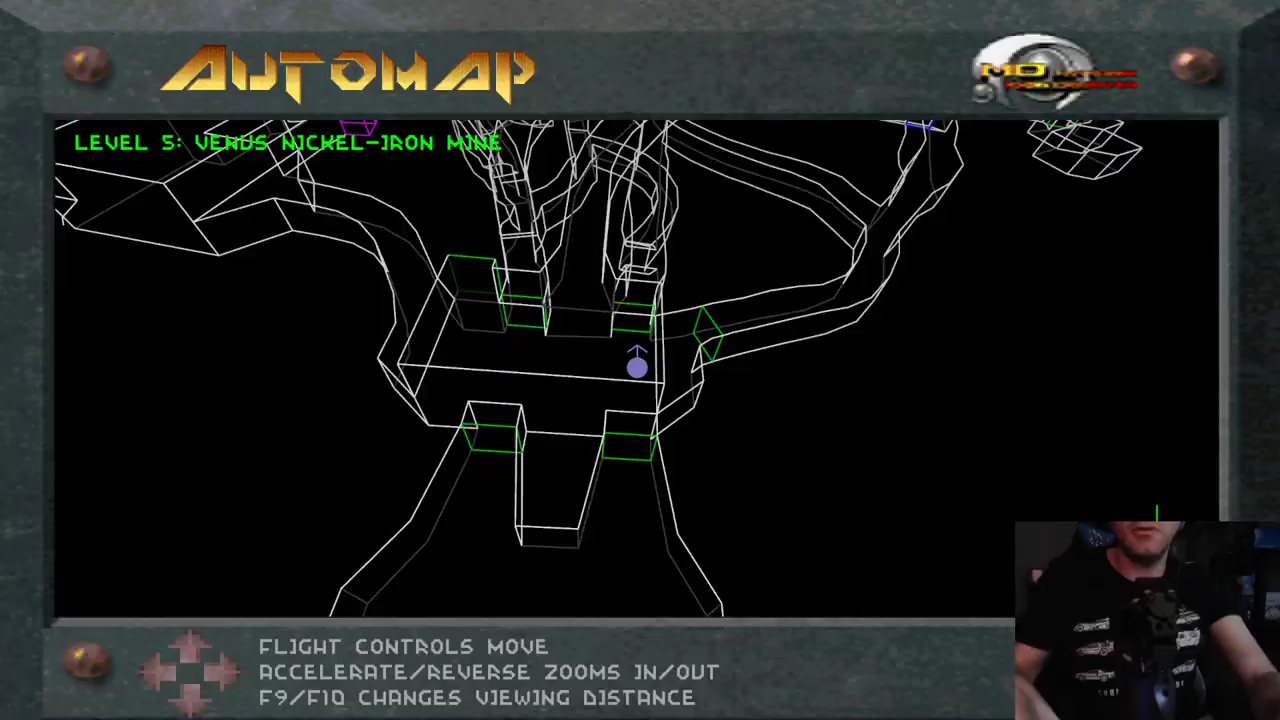 AUTOMAP
LEVEL 5: VENUS NICKEL-IRON MINE
FLIGHT CONTROLS MOVE
ACCELERATE/REVERSE ZOOMS IN/OUT
F9/F10 CHANGES VIEWING DISTANCE